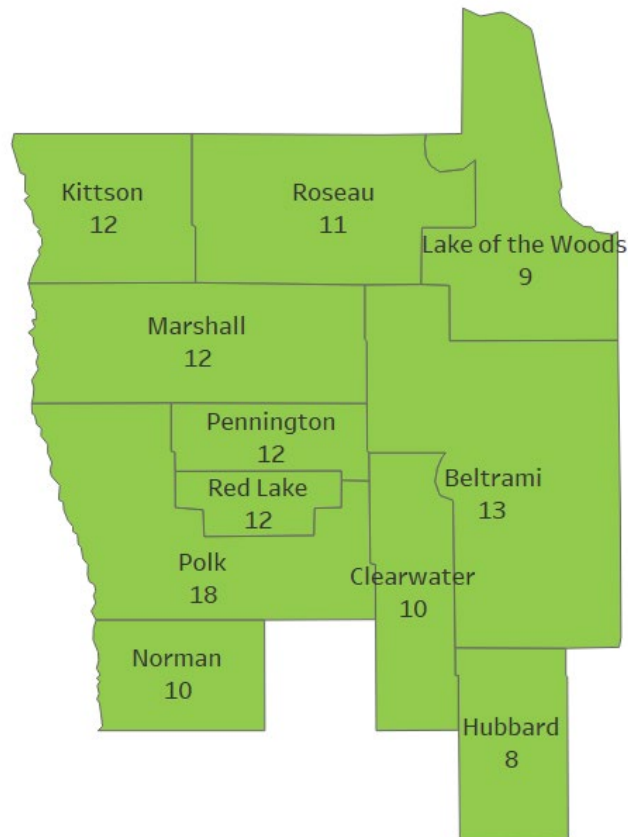 Kittson
12
Roseau
11
Lake of the Woods
9
Marshall
12
Pennington
12
Red Lake
12
Beltrami
13
Polk
18
Clearwater
10
Norman
10
Hubbard
8